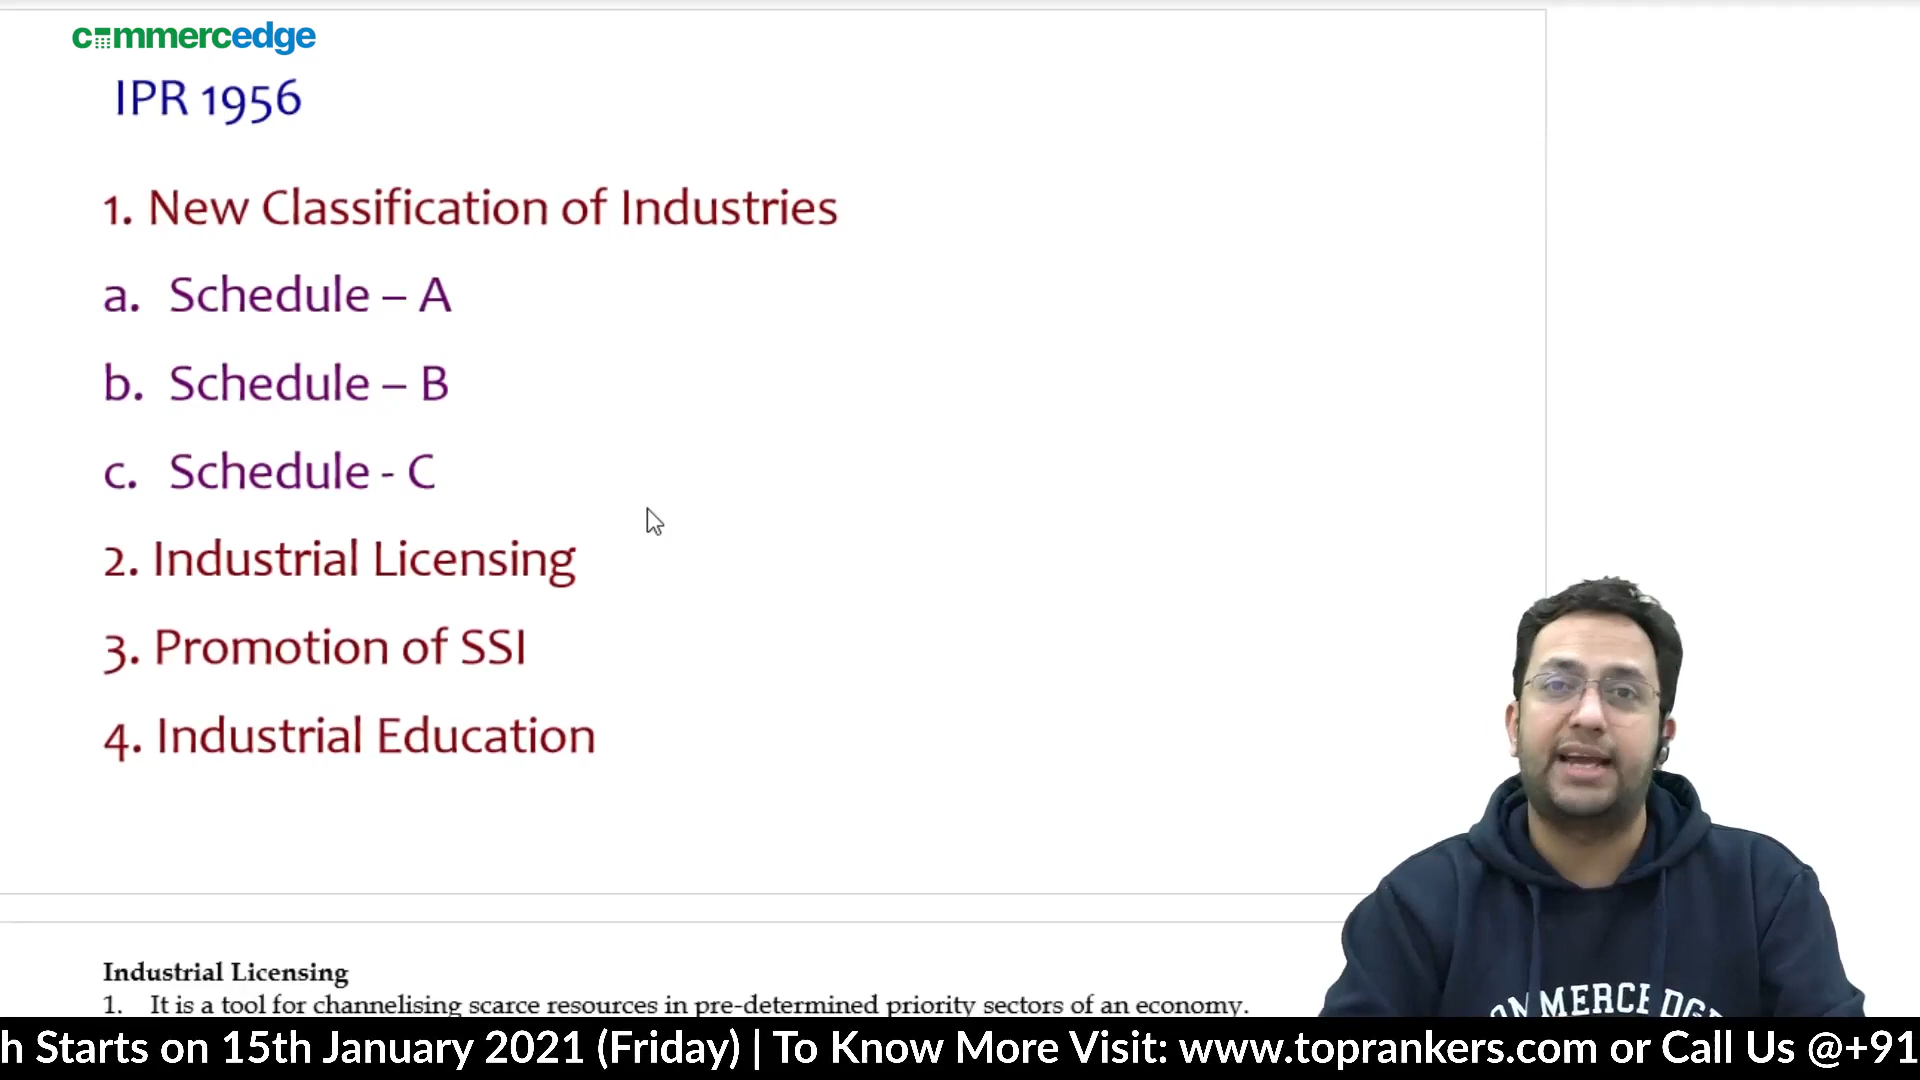 commercedge
IPR 1956
1. New Classification of Industries
a. Schedule – A
b. Schedule – B
c. Schedule - C
2. Industrial Licensing
3. Promotion of SSI
4. Industrial Education
Industrial Licensing
1. It is a tool for channelising scarce resources in pre-determined priority sectors of an economy.
OMMERCE DGE
h Starts on 15th January 2021 (Friday) | To Know More Visit: www.toprankers.com or Call Us @+91